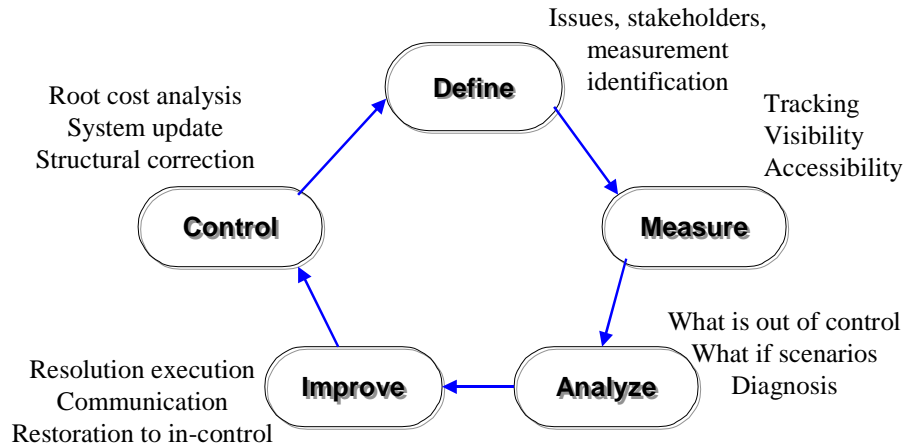 Issues, stakeholders,
measurement
identification
Define
Root cost analysis
System update
Structural correction
Tracking
Visibility
Accessibility
Control
Measure
What is out of control
What if scenarios
Diagnosis
Resolution execution
Communication
Restoration to in-control
Improve
Analyze